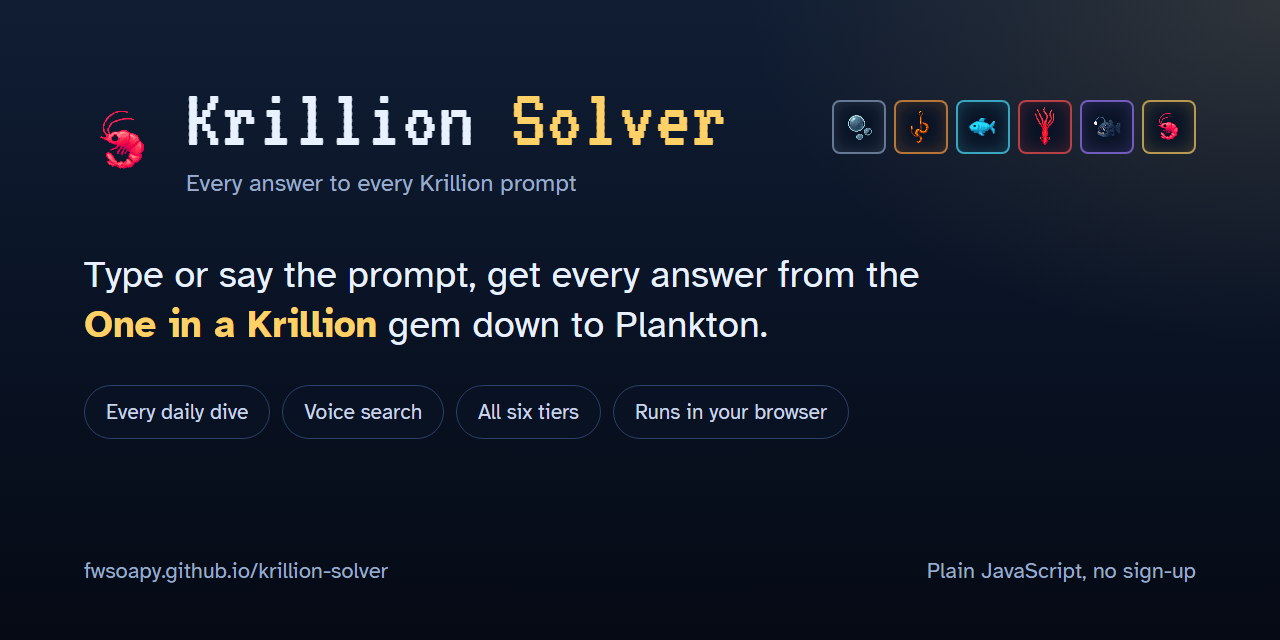 Krillion Solver
Every answer to every Krillion prompt
Type or say the prompt, get every answer from the
One in a Krillion gem down to Plankton.
Every daily dive
Voice search
All six tiers
Runs in your browser
fwsoapy.github.io/krillion-solver
Plain JavaScript, no sign-up